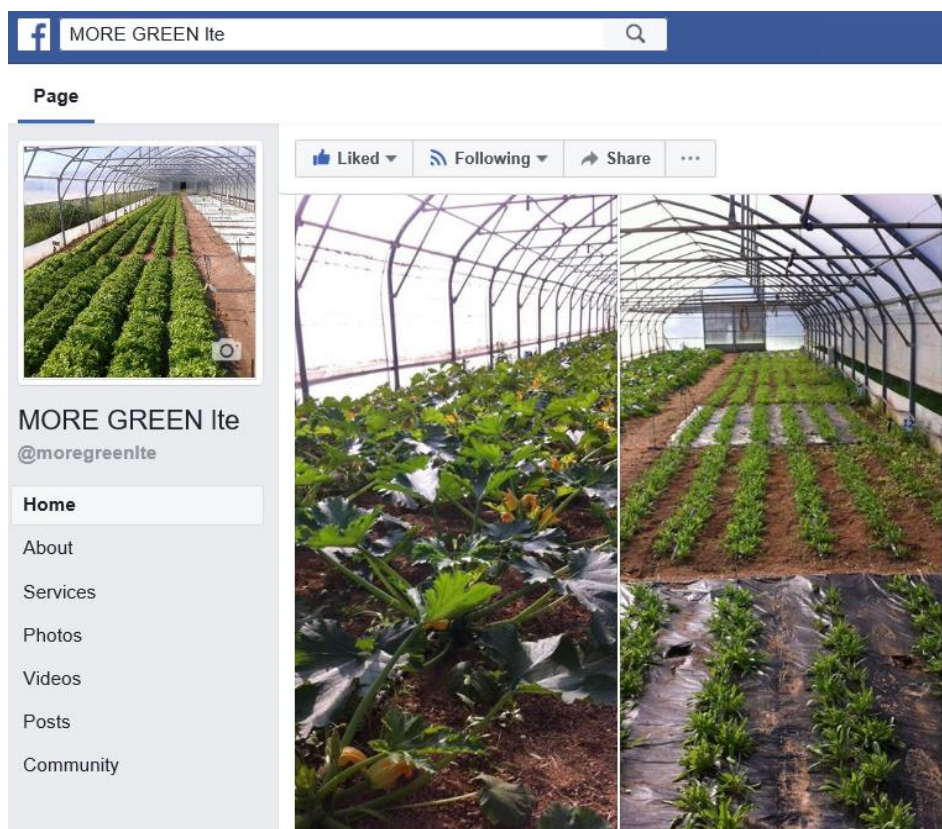 MORE GREEN lte
Page
Liked Following Share
MORE GREEN lte
@moregreenlte
Home
About
Services
Photos
Videos
Posts
Community